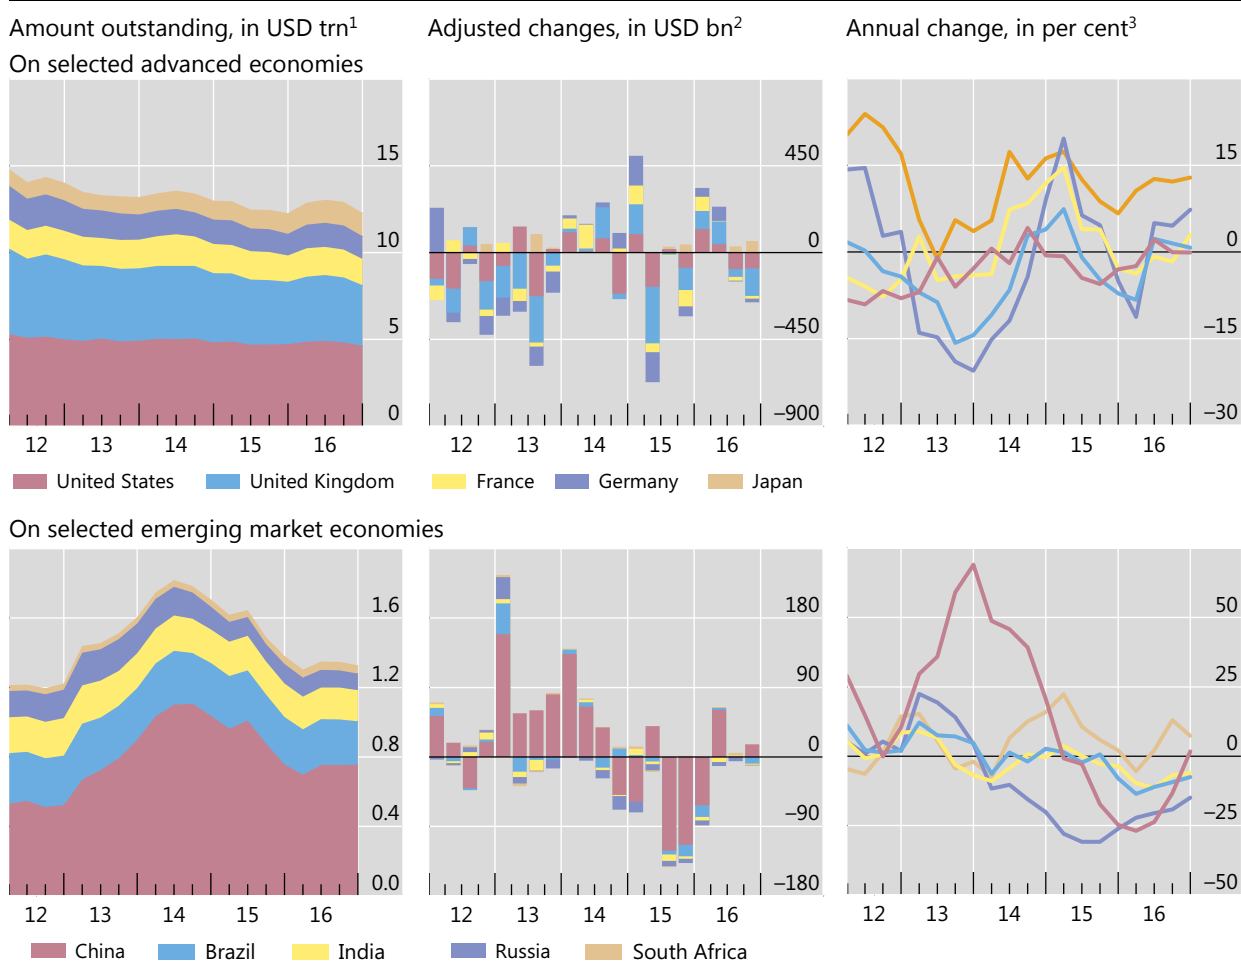 Amount outstanding, in USD trn1
Adjusted changes, in USD bn2
Annual change, in per cent3
On selected advanced economies
15
10
5
0
12 13 14 15 16
450
0
−450
−900
12 13 14 15 16
15
0
−15
−30
12 13 14 15 16
United States United Kingdom France Germany Japan
On selected emerging market economies
1.6
1.2
0.8
0.4
0.0
12 13 14 15 16
180
90
0
−90
−180
12 13 14 15 16
50
25
0
−25
−50
12 13 14 15 16
China Brazil India Russia South Africa